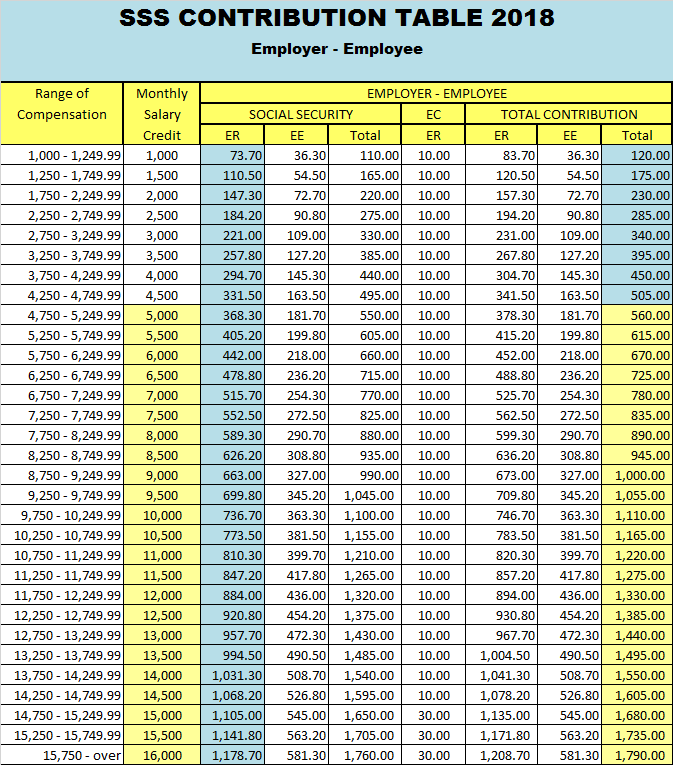 SSS CONTRIBUTION TABLE 2018
Employer - Employee
Range of Monthly EMPLOYER - EMPLOYEE
Compensation Salary SOCIAL SECURITY EC TOTAL CONTRIBUTION
Credit ER EE Total ER ER EE Total
1,000 - 1,249.99 1,000 73.70 36.30 110.00 10.00 83.70 36.30 120.00
1,250 - 1,749.99 1,500 110.50 54.50 165.00 10.00 120.50 54.50 175.00
1,750 - 2,249.99 2,000 147.30 72.70 220.00 10.00 157.30 72.70 230.00
2,250 - 2,749.99 2,500 184.20 90.80 275.00 10.00 194.20 90.80 285.00
2,750 - 3,249.99 3,000 221.00 109.00 330.00 10.00 231.00 109.00 340.00
3,250 - 3,749.99 3,500 257.80 127.20 385.00 10.00 267.80 127.20 395.00
3,750 - 4,249.99 4,000 294.70 145.30 440.00 10.00 304.70 145.30 450.00
4,250 - 4,749.99 4,500 331.50 163.50 495.00 10.00 341.50 163.50 505.00
4,750 - 5,249.99 5,000 368.30 181.70 550.00 10.00 378.30 181.70 560.00
5,250 - 5,749.99 5,500 405.20 199.80 605.00 10.00 415.20 199.80 615.00
5,750 - 6,249.99 6,000 442.00 218.00 660.00 10.00 452.00 218.00 670.00
6,250 - 6,749.99 6,500 478.80 236.20 715.00 10.00 488.80 236.20 725.00
6,750 - 7,249.99 7,000 515.70 254.30 770.00 10.00 525.70 254.30 780.00
7,250 - 7,749.99 7,500 552.50 272.50 825.00 10.00 562.50 272.50 835.00
7,750 - 8,249.99 8,000 589.30 290.70 880.00 10.00 599.30 290.70 890.00
8,250 - 8,749.99 8,500 626.20 308.80 935.00 10.00 636.20 308.80 945.00
8,750 - 9,249.99 9,000 663.00 327.00 990.00 10.00 673.00 327.00 1,000.00
9,250 - 9,749.99 9,500 699.80 345.20 1,045.00 10.00 709.80 345.20 1,055.00
9,750 - 10,249.99 10,000 736.70 363.30 1,100.00 10.00 746.70 363.30 1,110.00
10,250 - 10,749.99 10,500 773.50 381.50 1,155.00 10.00 783.50 381.50 1,165.00
10,750 - 11,249.99 11,000 810.30 399.70 1,210.00 10.00 820.30 399.70 1,220.00
11,250 - 11,749.99 11,500 847.20 417.80 1,265.00 10.00 857.20 417.80 1,275.00
11,750 - 12,249.99 12,000 884.00 436.00 1,320.00 10.00 894.00 436.00 1,330.00
12,250 - 12,749.99 12,500 920.80 454.20 1,375.00 10.00 930.80 454.20 1,385.00
12,750 - 13,249.99 13,000 957.70 472.30 1,430.00 10.00 967.70 472.30 1,440.00
13,250 - 13,749.99 13,500 994.50 490.50 1,485.00 10.00 1,004.50 490.50 1,495.00
13,750 - 14,249.99 14,000 1,031.30 508.70 1,540.00 10.00 1,041.30 508.70 1,550.00
14,250 - 14,749.99 14,500 1,068.20 526.80 1,595.00 10.00 1,078.20 526.80 1,605.00
14,750 - 15,249.99 15,000 1,105.00 545.00 1,650.00 30.00 1,135.00 545.00 1,680.00
15,250 - 15,749.99 15,500 1,141.80 563.20 1,705.00 30.00 1,171.80 563.20 1,735.00
15,750 - over 16,000 1,178.70 581.30 1,760.00 30.00 1,208.70 581.30 1,790.00